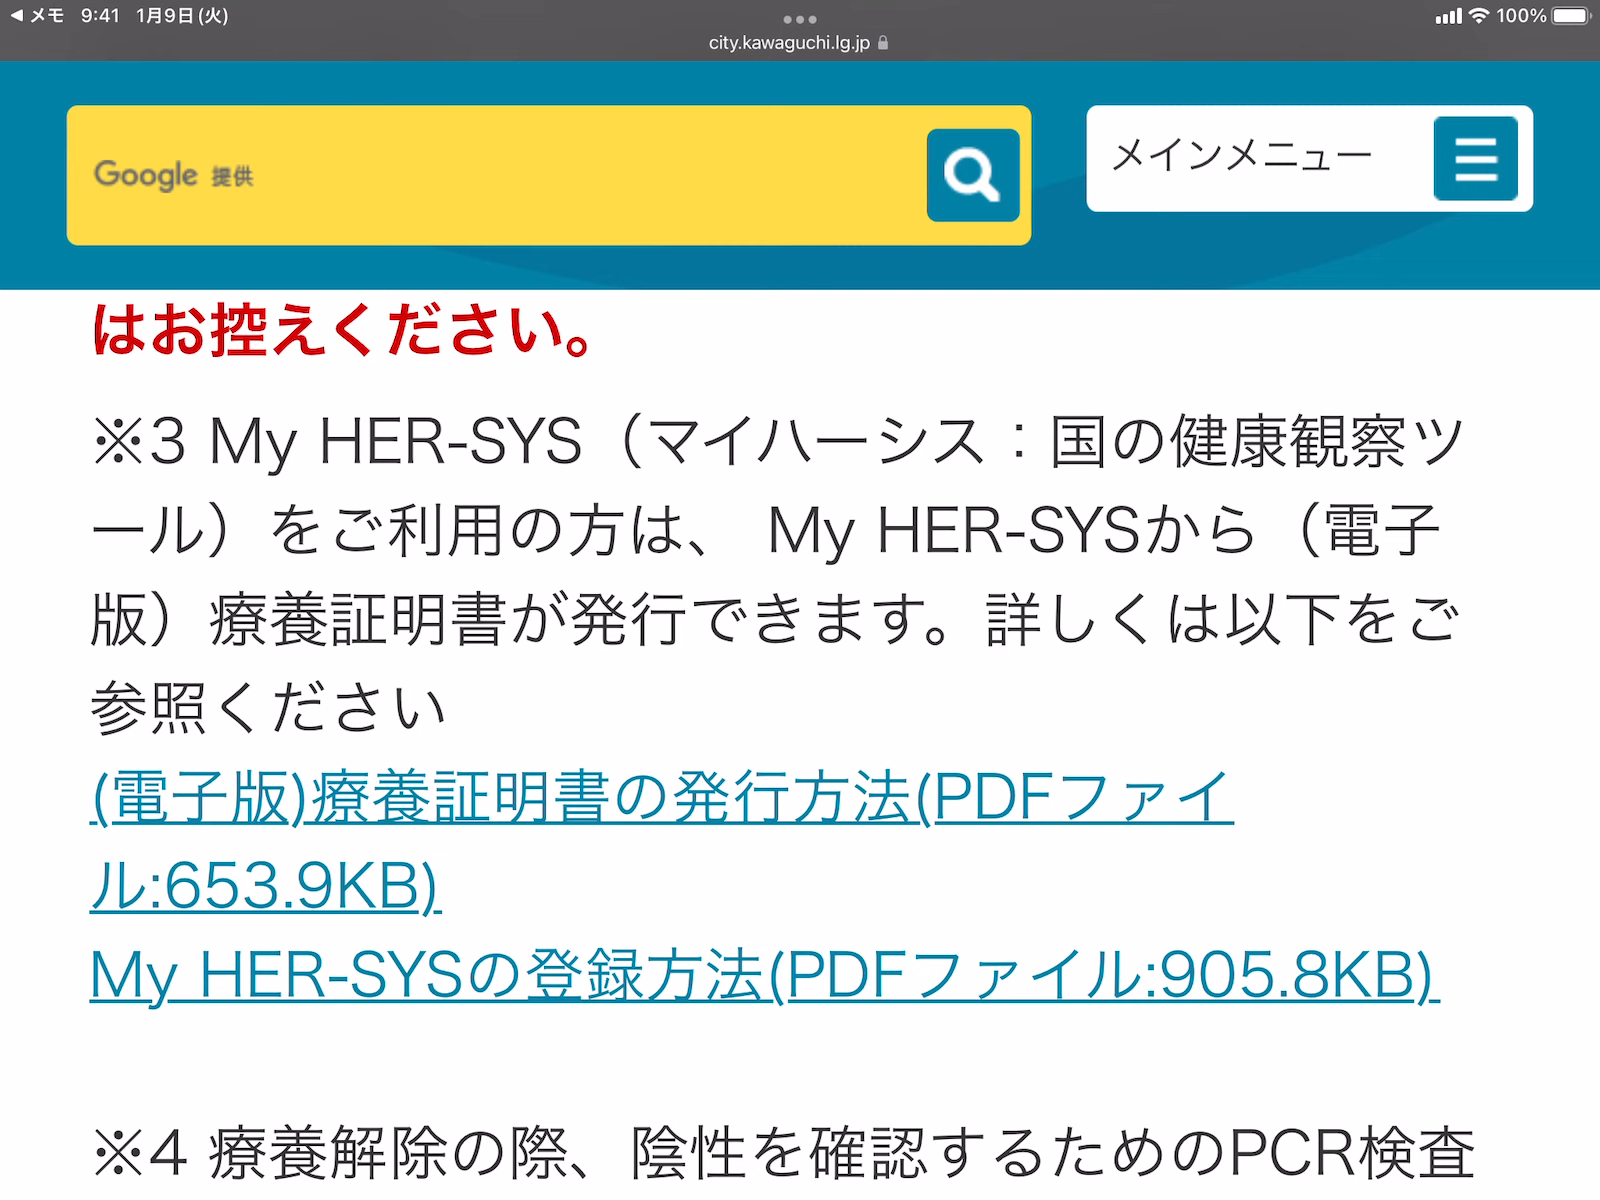 ◀ メモ 9:41 1月9日(火)
100%
city.kawaguchi.lg.jp
Google 提供
メインメニュー
はお控えください。
※3 My HER-SYS（マイハーシス：国の健康観察ツ
ール）をご利用の方は、 My HER-SYSから（電子
版）療養証明書が発行できます。詳しくは以下をご
参照ください
(電子版)療養証明書の発行方法(PDFファイ
ル:653.9KB)
My HER-SYSの登録方法(PDFファイル:905.8KB)
※4 療養解除の際、陰性を確認するためのPCR検査